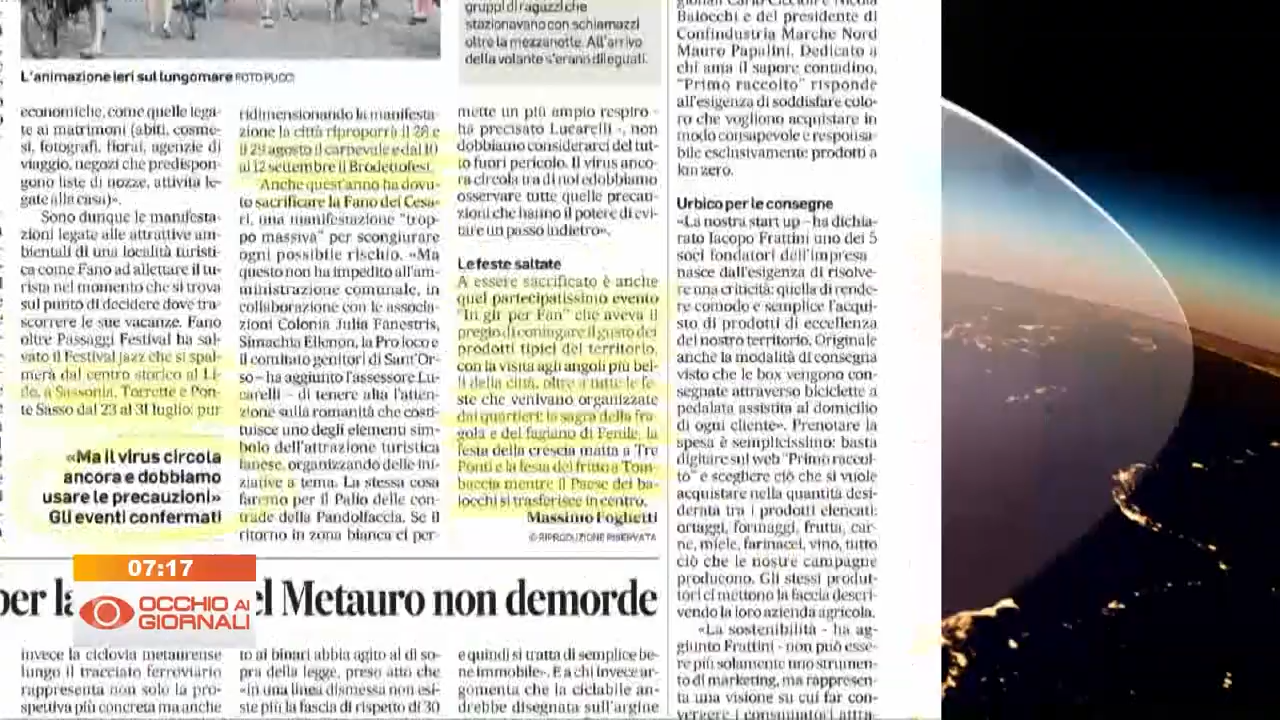 L'animazione ieri sul lungomare FOTO PUCCI
economiche, come quelle lega-
te ai matrimoni (abiti, cosme-
si, fotografi, fiorai, agenzie di
viaggio, negozi che predispon-
gono liste di nozze, attività le-
gate alla casa)».
Sono dunque le manifesta-
zioni legate alle attrattive am-
bientali di una località turisti-
ca come Fano ad allettare il tu-
rista nel momento che si trova
sul punto di decidere dove tra-
scorrere le sue vacanze. Fano
oltre Passaggi Festival ha sal-
vato il Festival jazz che si spal-
merà dal centro storico al Li-
do, a Sassonia, Torrette e Pon-
te Sasso dal 23 al 31 luglio; pur
«Ma il virus circola
ancora e dobbiamo
usare le precauzioni»
Gli eventi confermati
ridimensionando la manifesta-
zione la città riproporrà il 28 e
il 29 agosto il carnevale e dal 10
al 12 settembre il Brodettofest.
Anche quest'anno ha dovu-
to sacrificare la Fano dei Cesa-
ri, una manifestazione "trop-
po massiva" per scongiurare
ogni possibile rischio. «Ma
questo non ha impedito all'am-
ministrazione comunale, in
collaborazione con le associa-
zioni Colonia Julia Fanestris,
Simachia Ellenon, la Pro loco e
il comitato genitori di Sant'Or-
so – ha aggiunto l'assessore Lu-
carelli – di tenere alta l'atten-
zione sulla romanità che costi-
tuisce uno degli elementi sim-
bolo dell'attrazione turistica
fanese, organizzando delle ini-
ziative a tema. La stessa cosa
faremo per il Palio delle con-
trade della Pandolfaccia. Se il
ritorno in zona bianca ci per-
gruppi di ragazzi che
stazionavano con schiamazzi
oltre la mezzanotte. All'arrivo
della volante s'erano dileguati.
mette un più ampio respiro -
ha precisato Lucarelli -, non
dobbiamo considerarci del tut-
to fuori pericolo. Il virus anco-
ra circola tra di noi e dobbiamo
osservare tutte quelle precau-
zioni che hanno il potere di evi-
tare un passo indietro».
Le feste saltate
A essere sacrificato è anche
quel partecipatissimo evento
"In gir per Fan" che aveva il
pregio di coniugare il gusto dei
prodotti tipici del territorio,
con la visita agli angoli più bel-
li della città, oltre a tutte le fe-
ste che venivano organizzate
dai quartieri: la sagra della fra-
gola e del fagiano di Fenile, la
festa della crescia matta a Tre
Ponti e la festa del fritto a Tom-
baccia mentre il Paese dei ba-
locchi si trasferisce in centro.
Massimo Foglietti
© RIPRODUZIONE RISERVATA
Balocchi e del presidente di
Confindustria Marche Nord
Mauro Papalini. Dedicato a
chi ama il sapore contadino,
"Primo raccolto" risponde
all'esigenza di soddisfare colo-
ro che vogliono acquistare in
modo consapevole e responsa-
bile esclusivamente prodotti a
km zero.
Urbico per le consegne
«La nostra start up – ha dichia-
rato Iacopo Frattini uno dei 5
soci fondatori dell'impresa -
nasce dall'esigenza di risolve-
re una criticità: quella di rende-
re comodo e semplice l'acqui-
sto di prodotti di eccellenza
del nostro territorio. Originale
anche la modalità di consegna
visto che le box vengono con-
segnate attraverso biciclette a
pedalata assistita al domicilio
di ogni cliente». Prenotare la
spesa è semplicissimo: basta
digitare sul web "Primo raccol-
to" e scegliere ciò che si vuole
acquistare nella quantità desi-
derata tra i prodotti elencati:
ortaggi, formaggi, frutta, car-
ne, miele, farinacei, vino, tutto
ciò che le nostre campagne
producono. Gli stessi produt-
tori ci mettono la faccia descri-
vendo la loro azienda agricola.
«La sostenibilità - ha ag-
giunto Frattini - non può esse-
re più solamente uno strumen-
to di marketing, ma rappresen-
ta una visione su cui far con-
vergere i consumatori attra-
07:17
OCCHIO AI
GIORNALI
per la el Metauro non demorde
invece la ciclovia metaurense
lungo il tracciato ferroviario
rappresenta non solo la pro-
spettiva più concreta ma anche
to ai binari abbia agito al di so-
pra della legge, preso atto che
«in una linea dismessa non esi-
ste più la fascia di rispetto di 30
e quindi si tratta di semplice be-
ne immobile». E a chi invece ar-
gomenta che la ciclabile an-
drebbe disegnata sull'argine